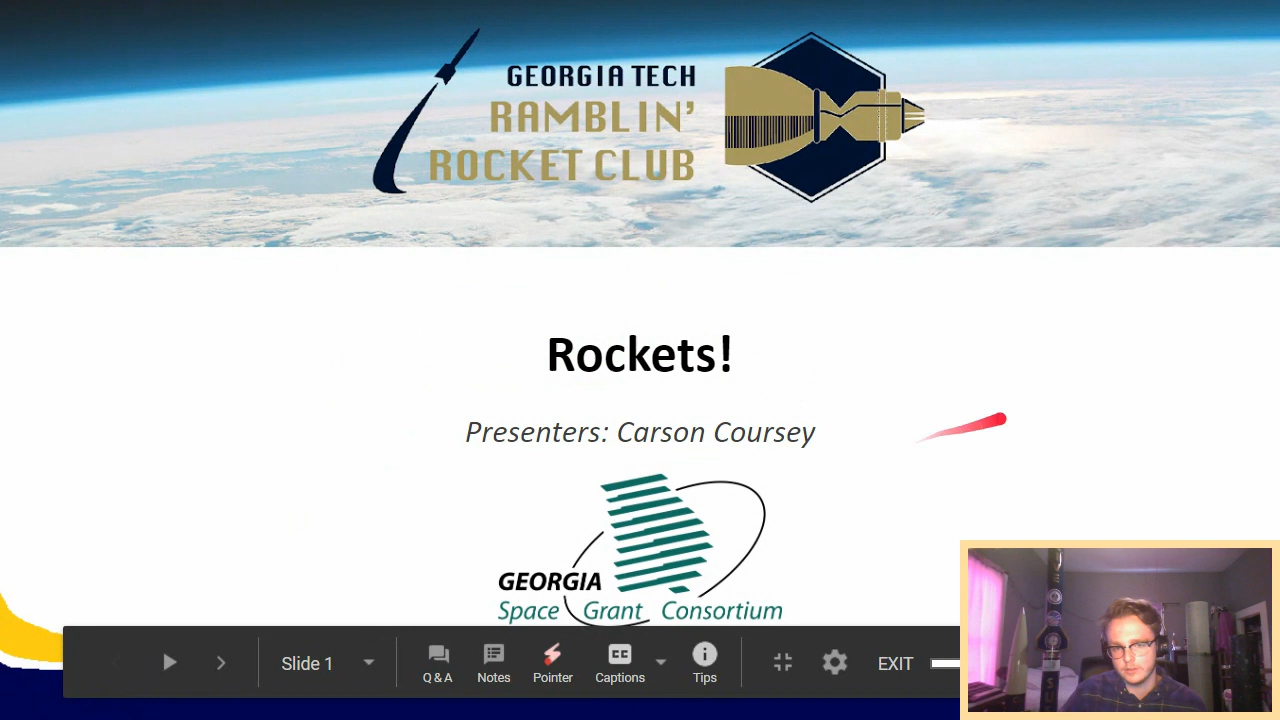 GEORGIA TECH
RAMBLIN'
ROCKET CLUB
Rockets!
Presenters: Carson Coursey
GEORGIA
Space Grant Consortium
Slide 1
Q & A
Notes
Pointer
CC
Captions
Tips
EXIT